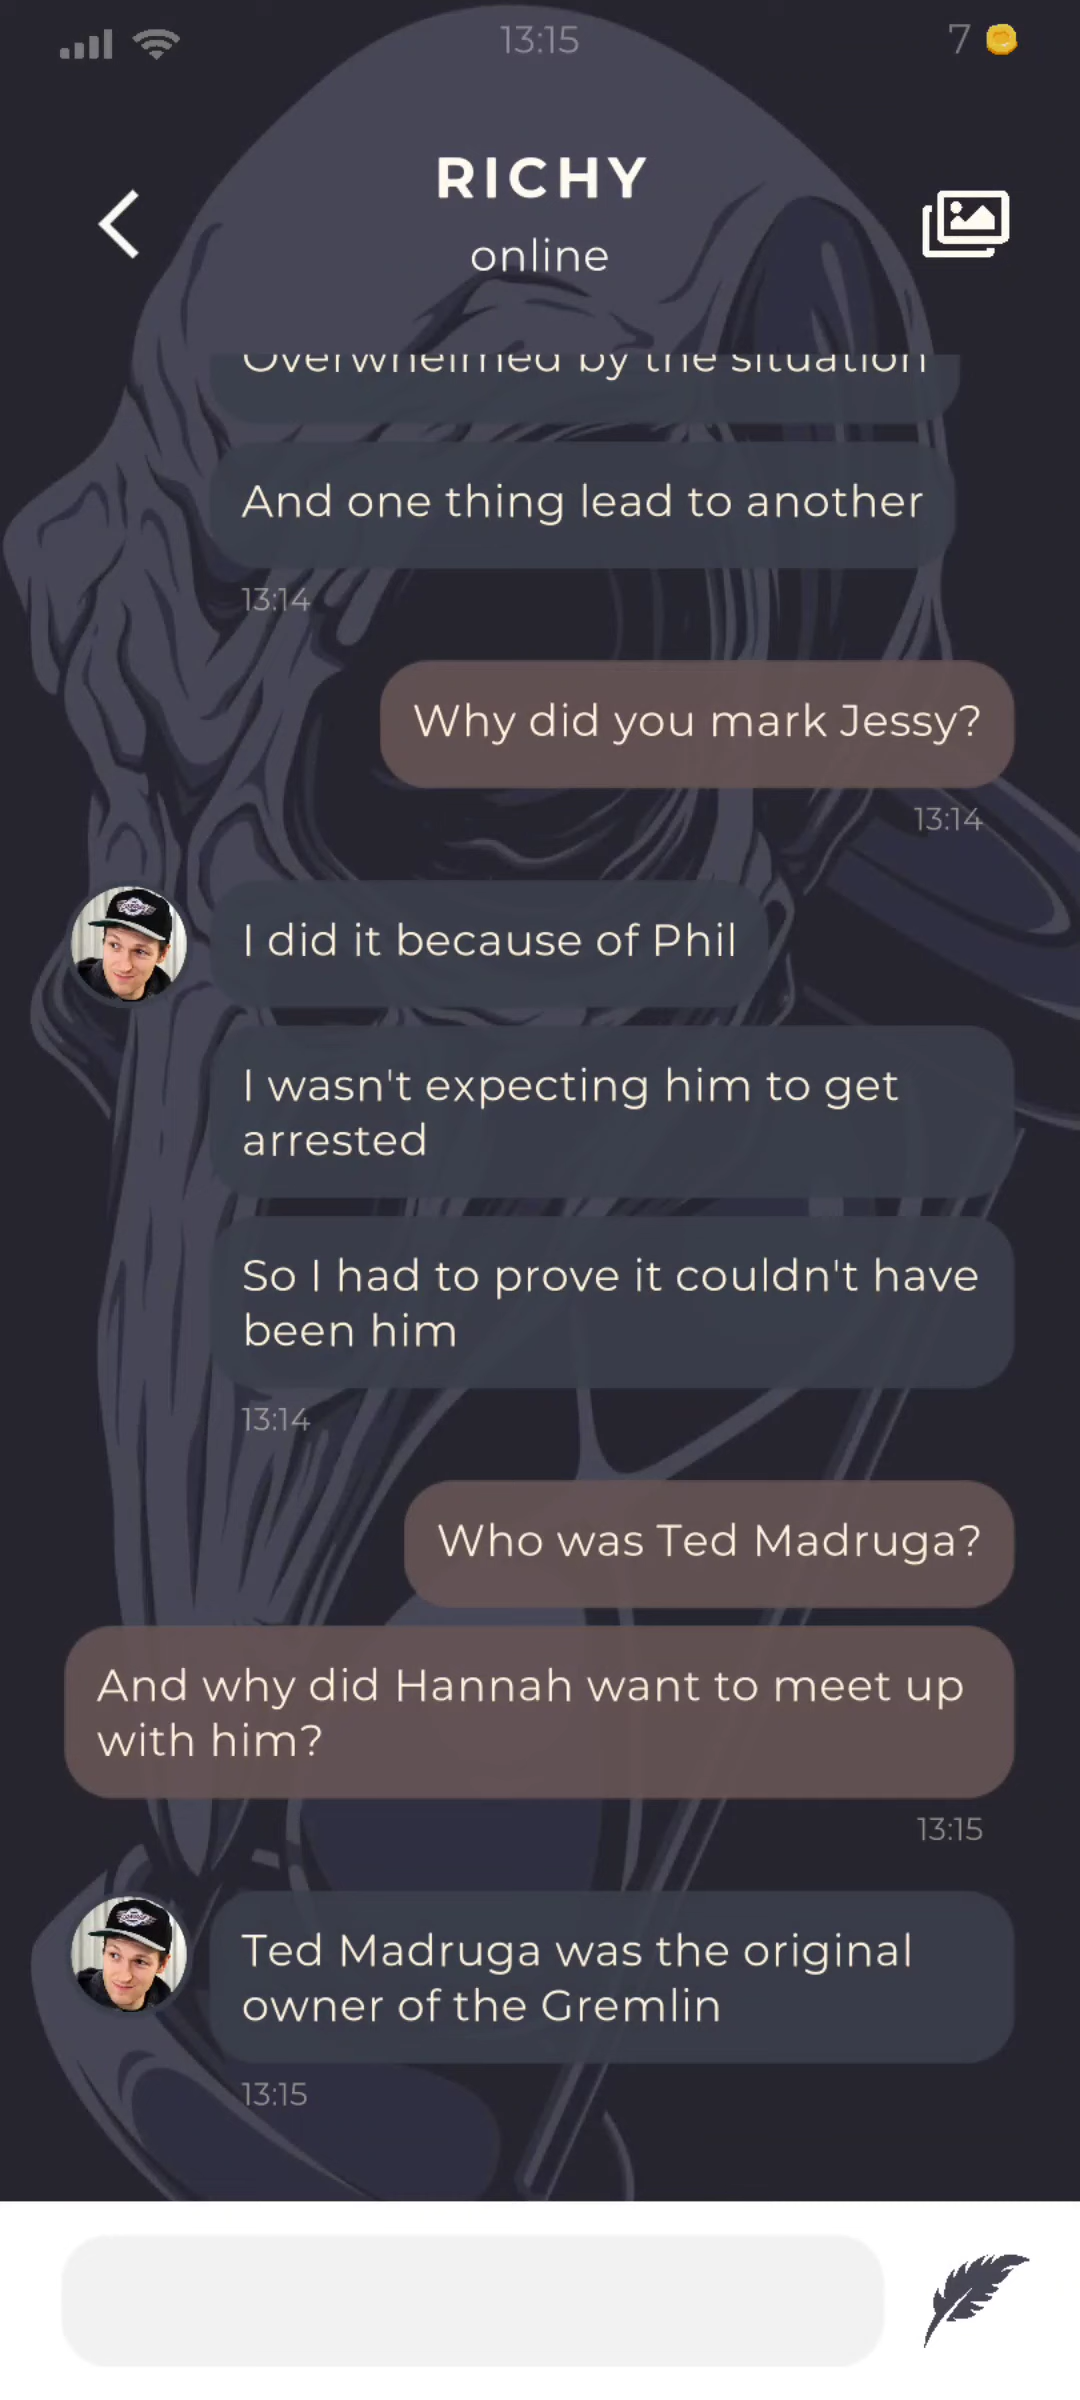 13:15
7
RICHY
online
Overwhelmed by the situation
And one thing lead to another
13:14
Why did you mark Jessy?
13:14
I did it because of Phil
I wasn't expecting him to get
arrested
So I had to prove it couldn't have
been him
13:14
Who was Ted Madruga?
And why did Hannah want to meet up
with him?
13:15
Ted Madruga was the original
owner of the Gremlin
13:15